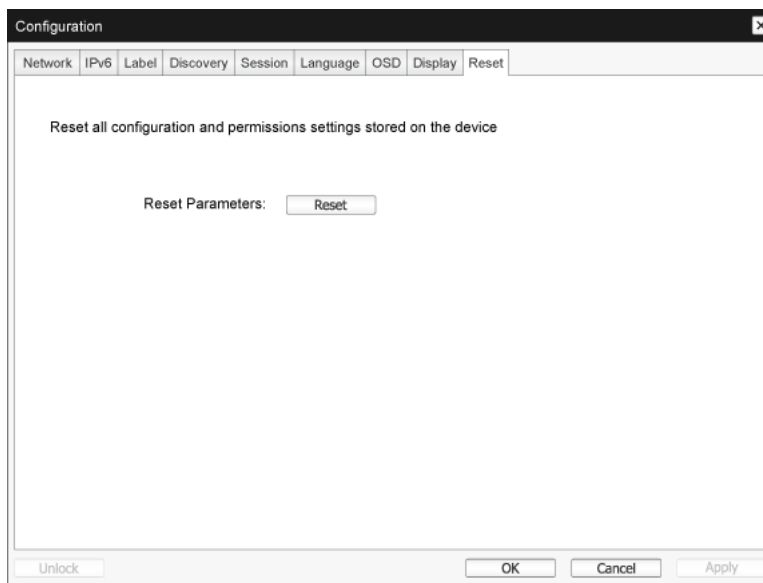 Configuration
Network IPv6 Label Discovery Session Language OSD Display Reset
Reset all configuration and permissions settings stored on the device
Reset Parameters: Reset
Unlock OK Cancel Apply